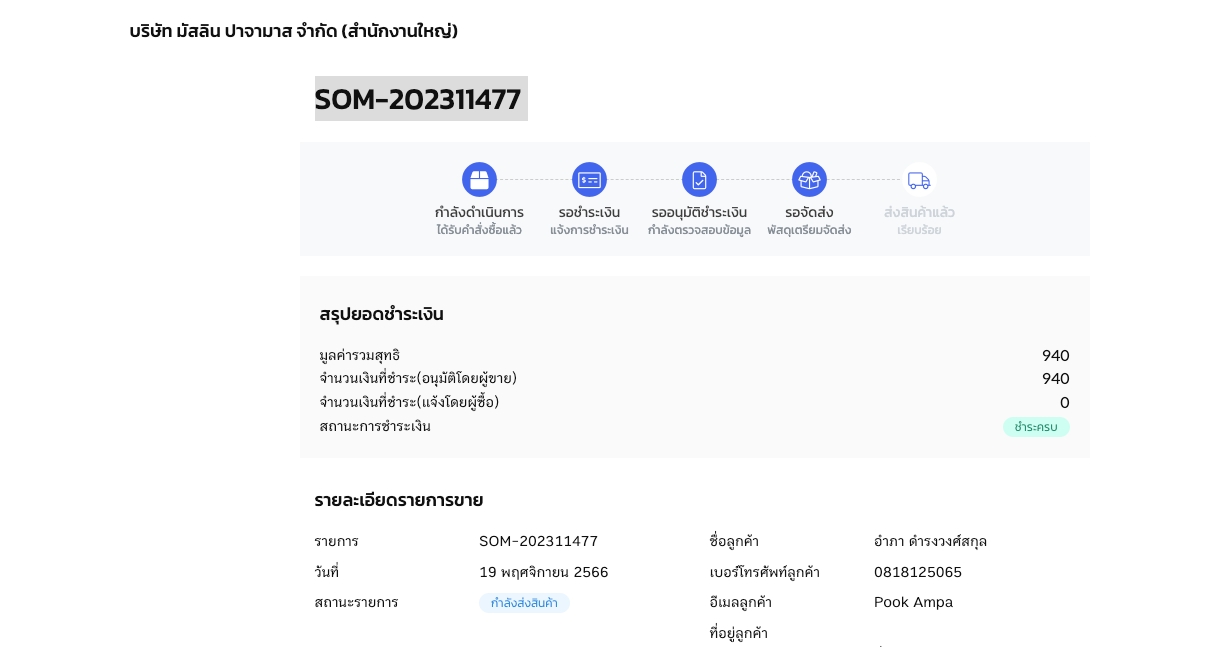 บริษัท มัสลิน ปาจามาส จำกัด (สำนักงานใหญ่)
SOM-202311477
กำลังดำเนินการ รอชำระเงิน รออนุมัติชำระเงิน รอจัดส่ง ส่งสินค้าแล้ว
ได้รับคำสั่งซื้อแล้ว แจ้งการชำระเงิน กำลังตรวจสอบข้อมูล พัสดุเตรียมจัดส่ง เรียบร้อย
สรุปยอดชำระเงิน
มูลค่ารวมสุทธิ 940
จำนวนเงินที่ชำระ(อนุมัติโดยผู้ขาย) 940
จำนวนเงินที่ชำระ(แจ้งโดยผู้ซื้อ) 0
สถานะการชำระเงิน ชำระครบ
รายละเอียดรายการขาย
รายการ SOM-202311477 ชื่อลูกค้า อำภา ดำรงวงศ์สกุล
วันที่ 19 พฤศจิกายน 2566 เบอร์โทรศัพท์ลูกค้า 0818125065
สถานะรายการ กำลังส่งสินค้า อีเมลลูกค้า Pook Ampa
ที่อยู่ลูกค้า